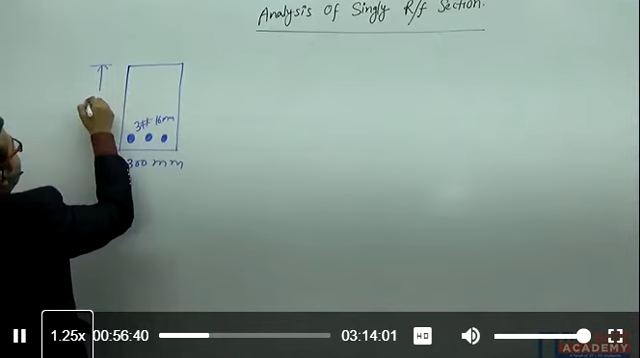 Analysis Of Singly R/f Section.
3# 16mm
300 mm
1.25x 00:56:40 03:14:01 HD
ACADEMY